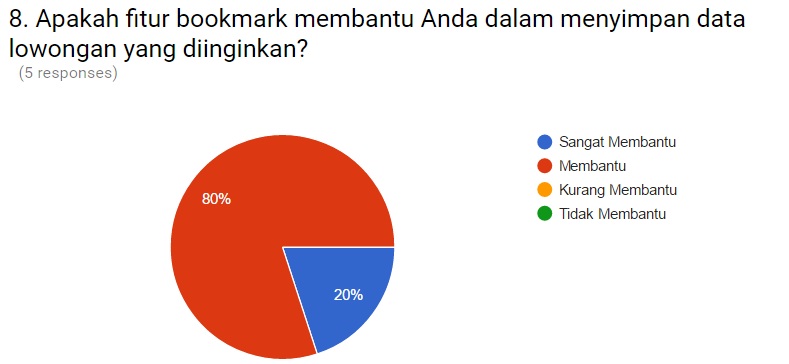 8. Apakah fitur bookmark membantu Anda dalam menyimpan data
lowongan yang diinginkan?
(5 responses)
Sangat Membantu
Membantu
Kurang Membantu
Tidak Membantu
80%
20%